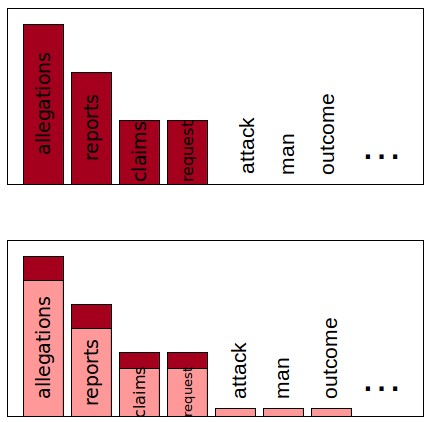 allegations
reports
claims
request
attack
man
outcome
...
allegations
reports
claims
request
attack
man
outcome
...